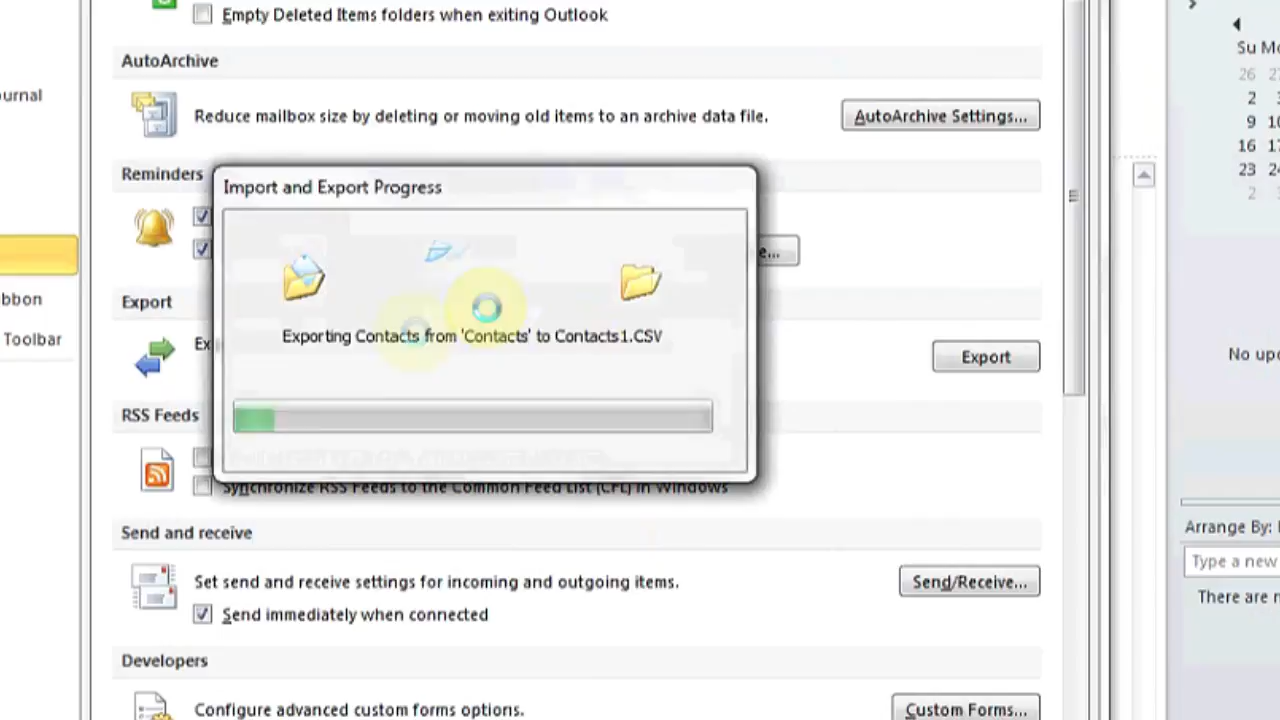 Empty Deleted Items folders when exiting Outlook
AutoArchive
Reduce mailbox size by deleting or moving old items to an archive data file.
AutoArchive Settings...
Reminders
Import and Export Progress
Exporting Contacts from 'Contacts' to Contacts1.CSV
Export
Export
RSS Feeds
Synchronize RSS Feeds to the Common Feed List (CFL) in Windows
Send and receive
Set send and receive settings for incoming and outgoing items.
Send/Receive...
Send immediately when connected
Developers
Configure advanced custom forms options.
Custom Forms...
urnal
bbon
Toolbar
Su Mo
26 27
2 3
9 10
16 17
23 24
2
No up
Arrange By:
Type a new
There are n